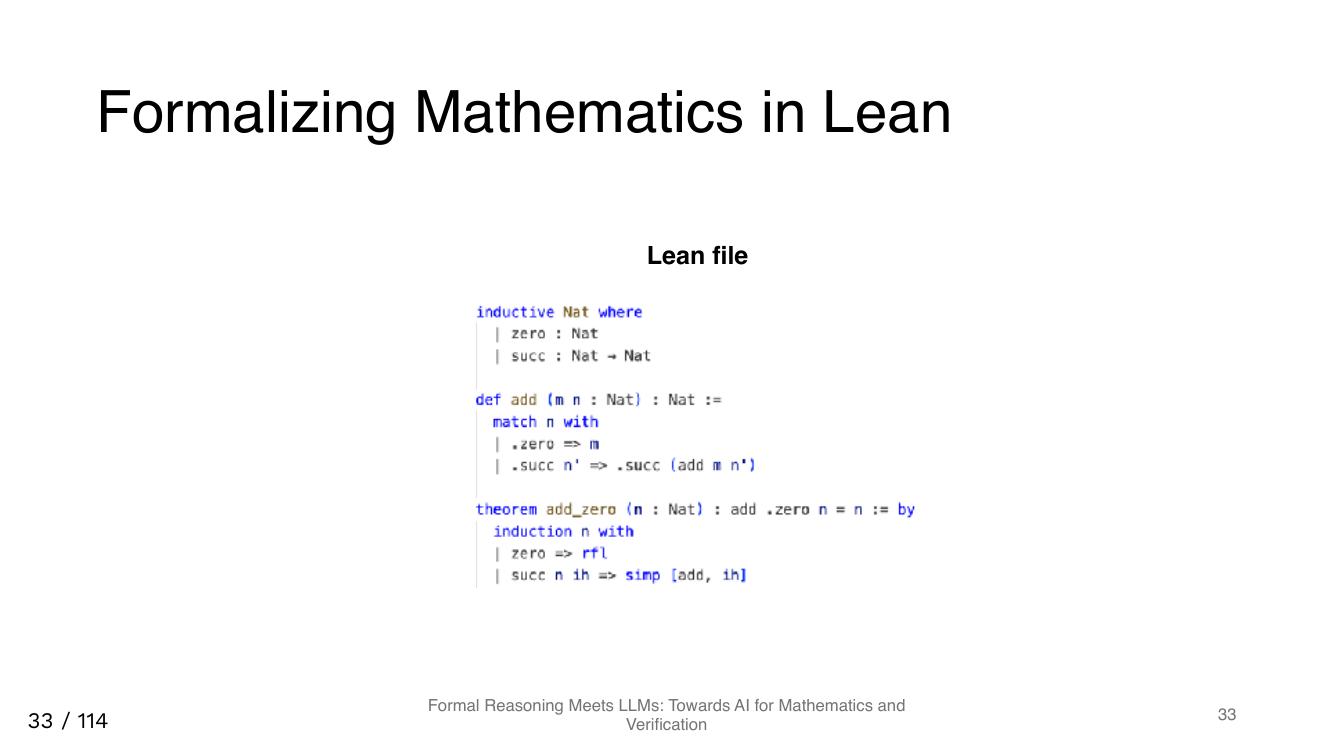 Formalizing Mathematics in Lean
Lean file
inductive Nat where
  | zero : Nat
  | succ : Nat → Nat
def add (m n : Nat) : Nat :=
  match n with
  | .zero => m
  | .succ n' => .succ (add m n')
theorem add_zero (n : Nat) : add .zero n = n := by
  induction n with
  | zero => rfl
  | succ n ih => simp [add, ih]
33 / 114
Formal Reasoning Meets LLMs: Towards AI for Mathematics and
Verification
33